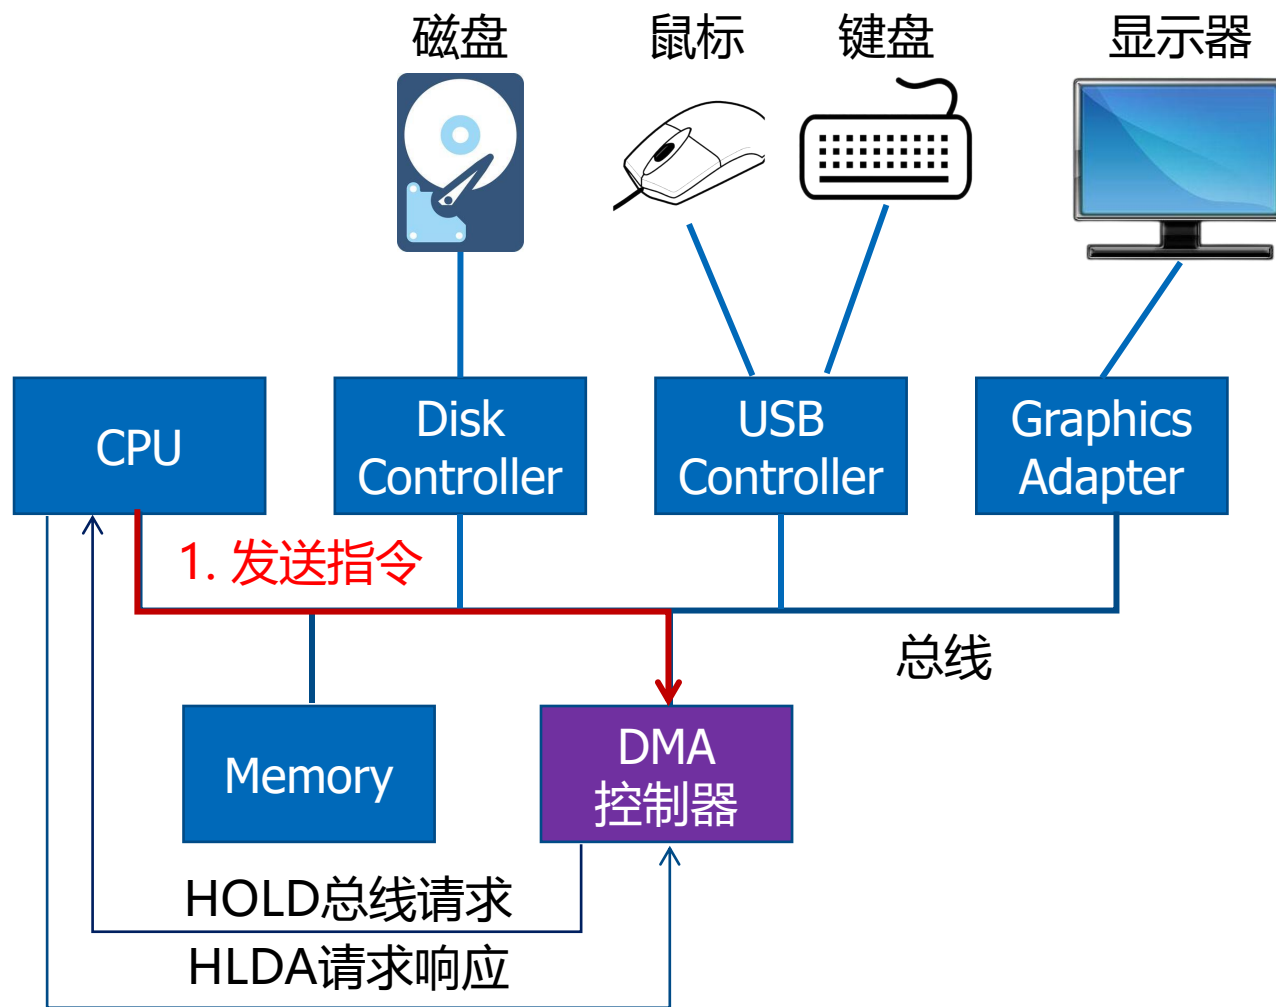 磁盘
鼠标
键盘
显示器
CPU
Disk
Controller
USB
Controller
Graphics
Adapter
1. 发送指令
总线
Memory
DMA
控制器
HOLD总线请求
HLDA请求响应